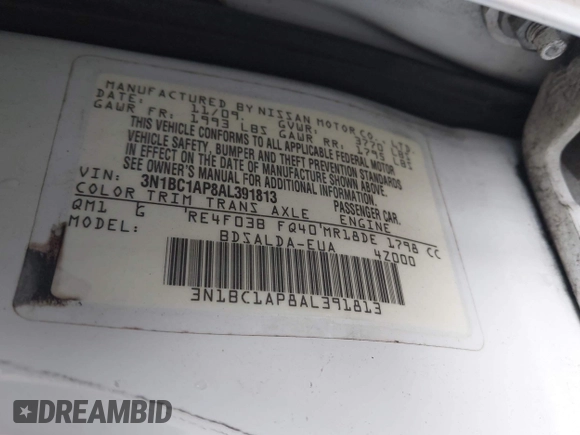 MANUFACTURED BY NISSAN MOTOR CO., LTD.
DATE: 11/09 GVWR: 3770 LBS
GAWR FR: 1993 LBS GAWR RR: 1795 LBS
THIS VEHICLE CONFORMS TO ALL APPLICABLE FEDERAL MOTOR
VEHICLE SAFETY, BUMPER AND THEFT PREVENTION STANDARDS
IN EFFECT ON THE DATE OF MANUFACTURE SHOWN ABOVE.
SEE OWNER'S MANUAL FOR ADDITIONAL INFORMATION.
VIN: 3N1BC1AP8AL391813 PASSENGER CAR.
COLOR TRIM TRANS AXLE ENGINE
QM1 G RE4F03B FQ40 MR18DE 1798 CC
MODEL: BDSALDA-EUA 4Z000
3N1BC1AP8AL391813
DREAMBID